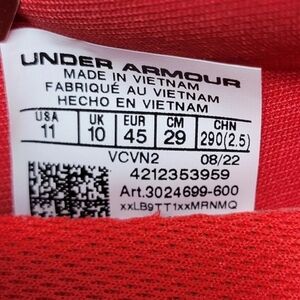 UNDER ARMOUR
MADE IN VIETNAM
FABRIQUÉ AU VIETNAM
HECHO EN VIETNAM
USA UK EUR CM CHN
11 10 45 29 290(2.5)
VCVN2 08/22
4212353959
Art.3024699-600
xxLB9TT1xxMRNMQ